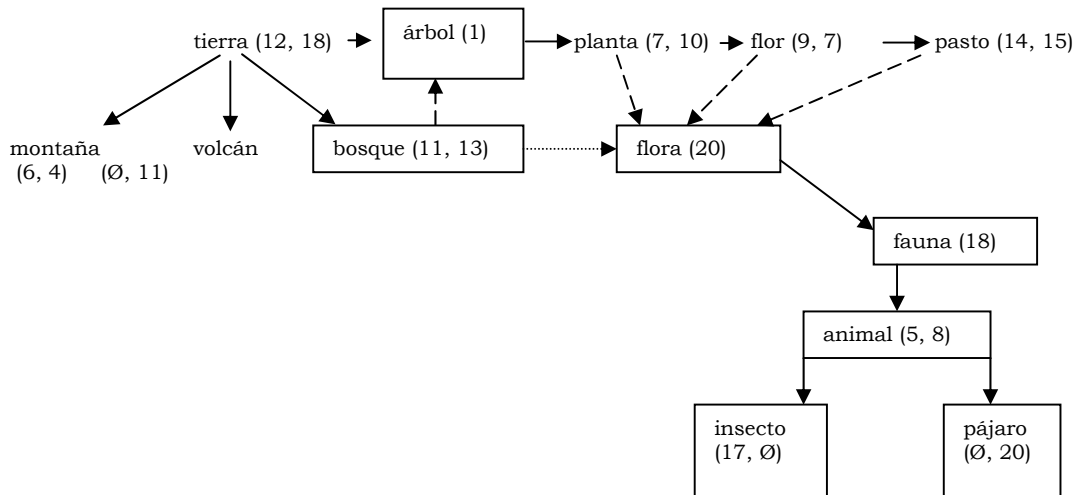 tierra (12, 18)
árbol (1)
planta (7, 10)
flor (9, 7)
pasto (14, 15)
montaña
(6, 4)
volcán
(Ø, 11)
bosque (11, 13)
flora (20)
fauna (18)
animal (5, 8)
insecto
(17, Ø)
pájaro
(Ø, 20)